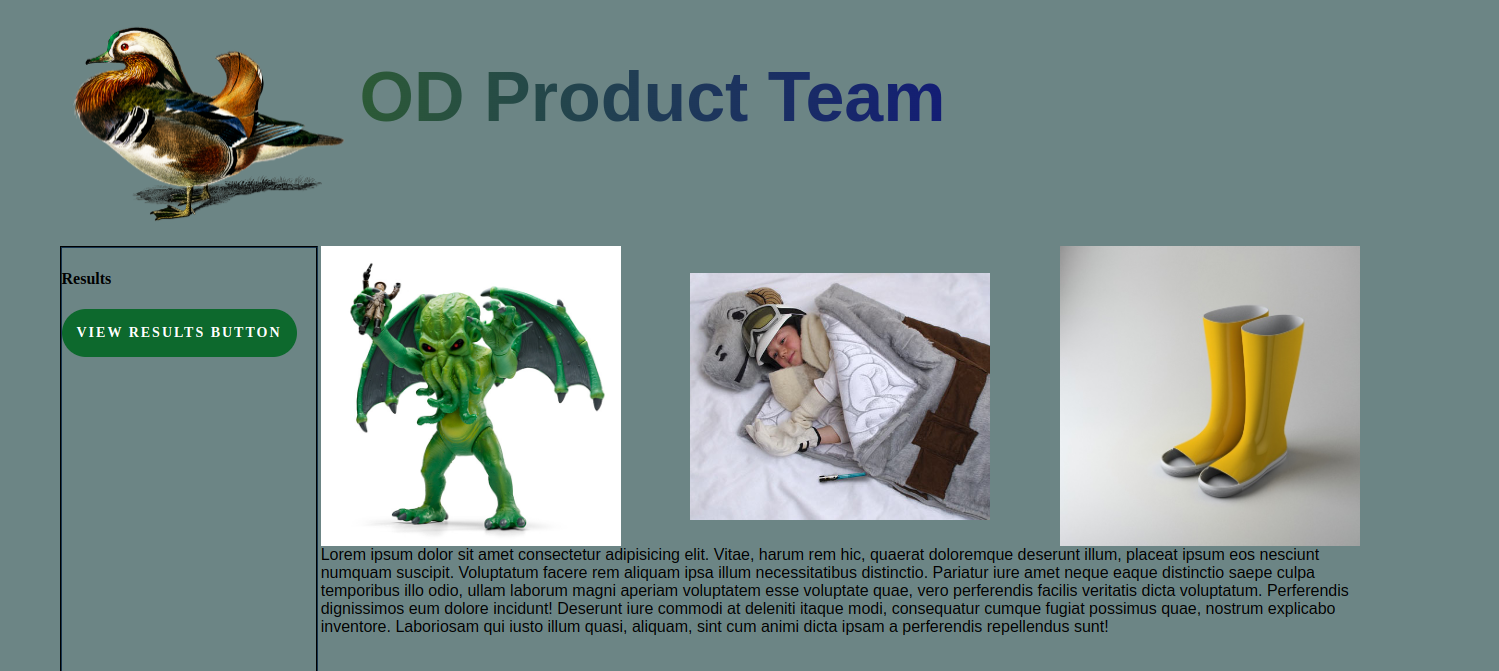 OD Product Team
Results
VIEW RESULTS BUTTON
Lorem ipsum dolor sit amet consectetur adipisicing elit. Vitae, harum rem hic, quaerat doloremque deserunt illum, placeat ipsum eos nesciunt
numquam suscipit. Voluptatum facere rem aliquam ipsa illum necessitatibus distinctio. Pariatur iure amet neque eaque distinctio saepe culpa
temporibus illo odio, ullam laborum magni aperiam voluptatem esse voluptate quae, vero perferendis facilis veritatis dicta voluptatum. Perferendis
dignissimos eum dolore incidunt! Deserunt iure commodi at deleniti itaque modi, consequatur cumque fugiat possimus quae, nostrum explicabo
inventore. Laboriosam qui iusto illum quasi, aliquam, sint cum animi dicta ipsam a perferendis repellendus sunt!